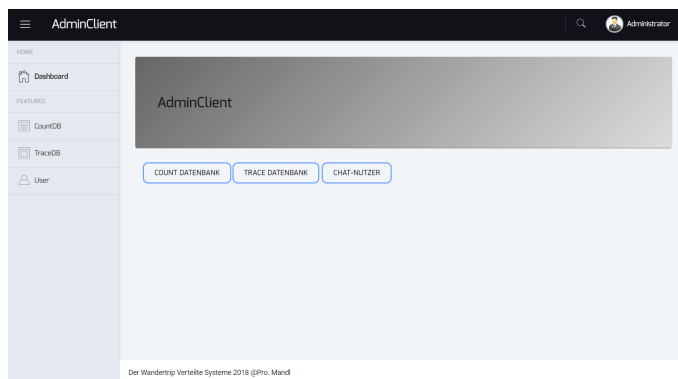 AdminClient
Administrator
HOME
Dashboard
FEATURES
CountDB
TraceDB
User
AdminClient
COUNT DATENBANK TRACE DATENBANK CHAT-NUTZER
Der Wandertrip Verteilte Systeme 2018 @Pro. Mandl